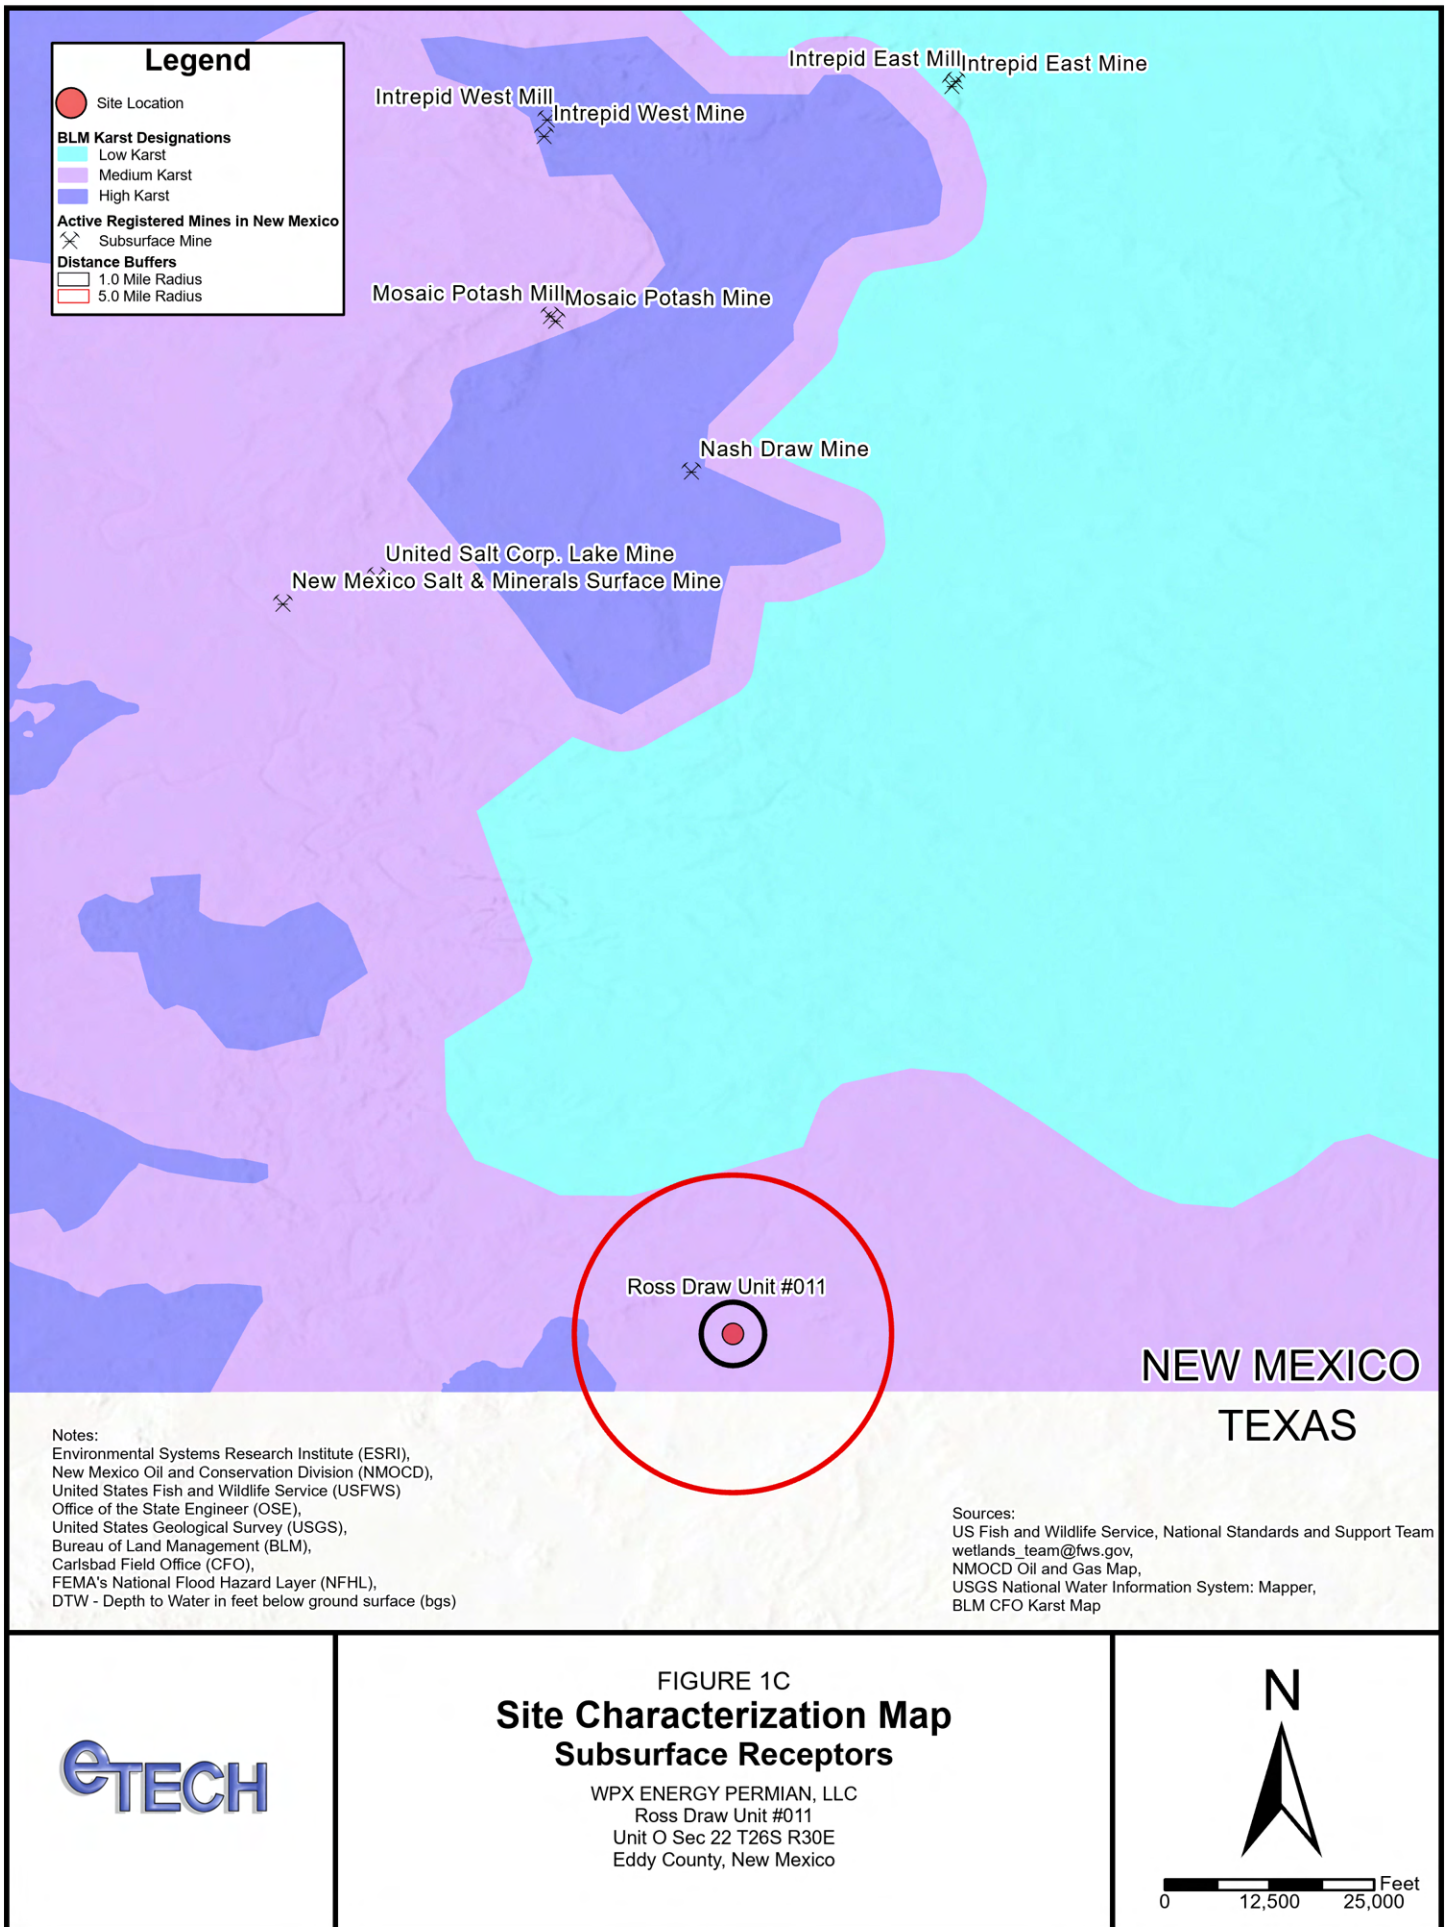 Legend
Site Location
BLM Karst Designations
Low Karst
Medium Karst
High Karst
Active Registered Mines in New Mexico
Subsurface Mine
Distance Buffers
1.0 Mile Radius
5.0 Mile Radius
Intrepid East Mill
Intrepid East Mine
Intrepid West Mill
Intrepid West Mine
Mosaic Potash Mill
Mosaic Potash Mine
Nash Draw Mine
United Salt Corp. Lake Mine
New Mexico Salt & Minerals Surface Mine
Ross Draw Unit #011
NEW MEXICO
TEXAS
Notes:
Environmental Systems Research Institute (ESRI),
New Mexico Oil and Conservation Division (NMOCD),
United States Fish and Wildlife Service (USFWS)
Office of the State Engineer (OSE),
United States Geological Survey (USGS),
Bureau of Land Management (BLM),
Carlsbad Field Office (CFO),
FEMA's National Flood Hazard Layer (NFHL),
DTW - Depth to Water in feet below ground surface (bgs)
Sources:
US Fish and Wildlife Service, National Standards and Support Team
wetlands_team@fws.gov,
NMOCD Oil and Gas Map,
USGS National Water Information System: Mapper,
BLM CFO Karst Map
eTECH
FIGURE 1C
Site Characterization Map
Subsurface Receptors
WPX ENERGY PERMIAN, LLC
Ross Draw Unit #011
Unit O Sec 22 T26S R30E
Eddy County, New Mexico
N
Feet
0 12,500 25,000